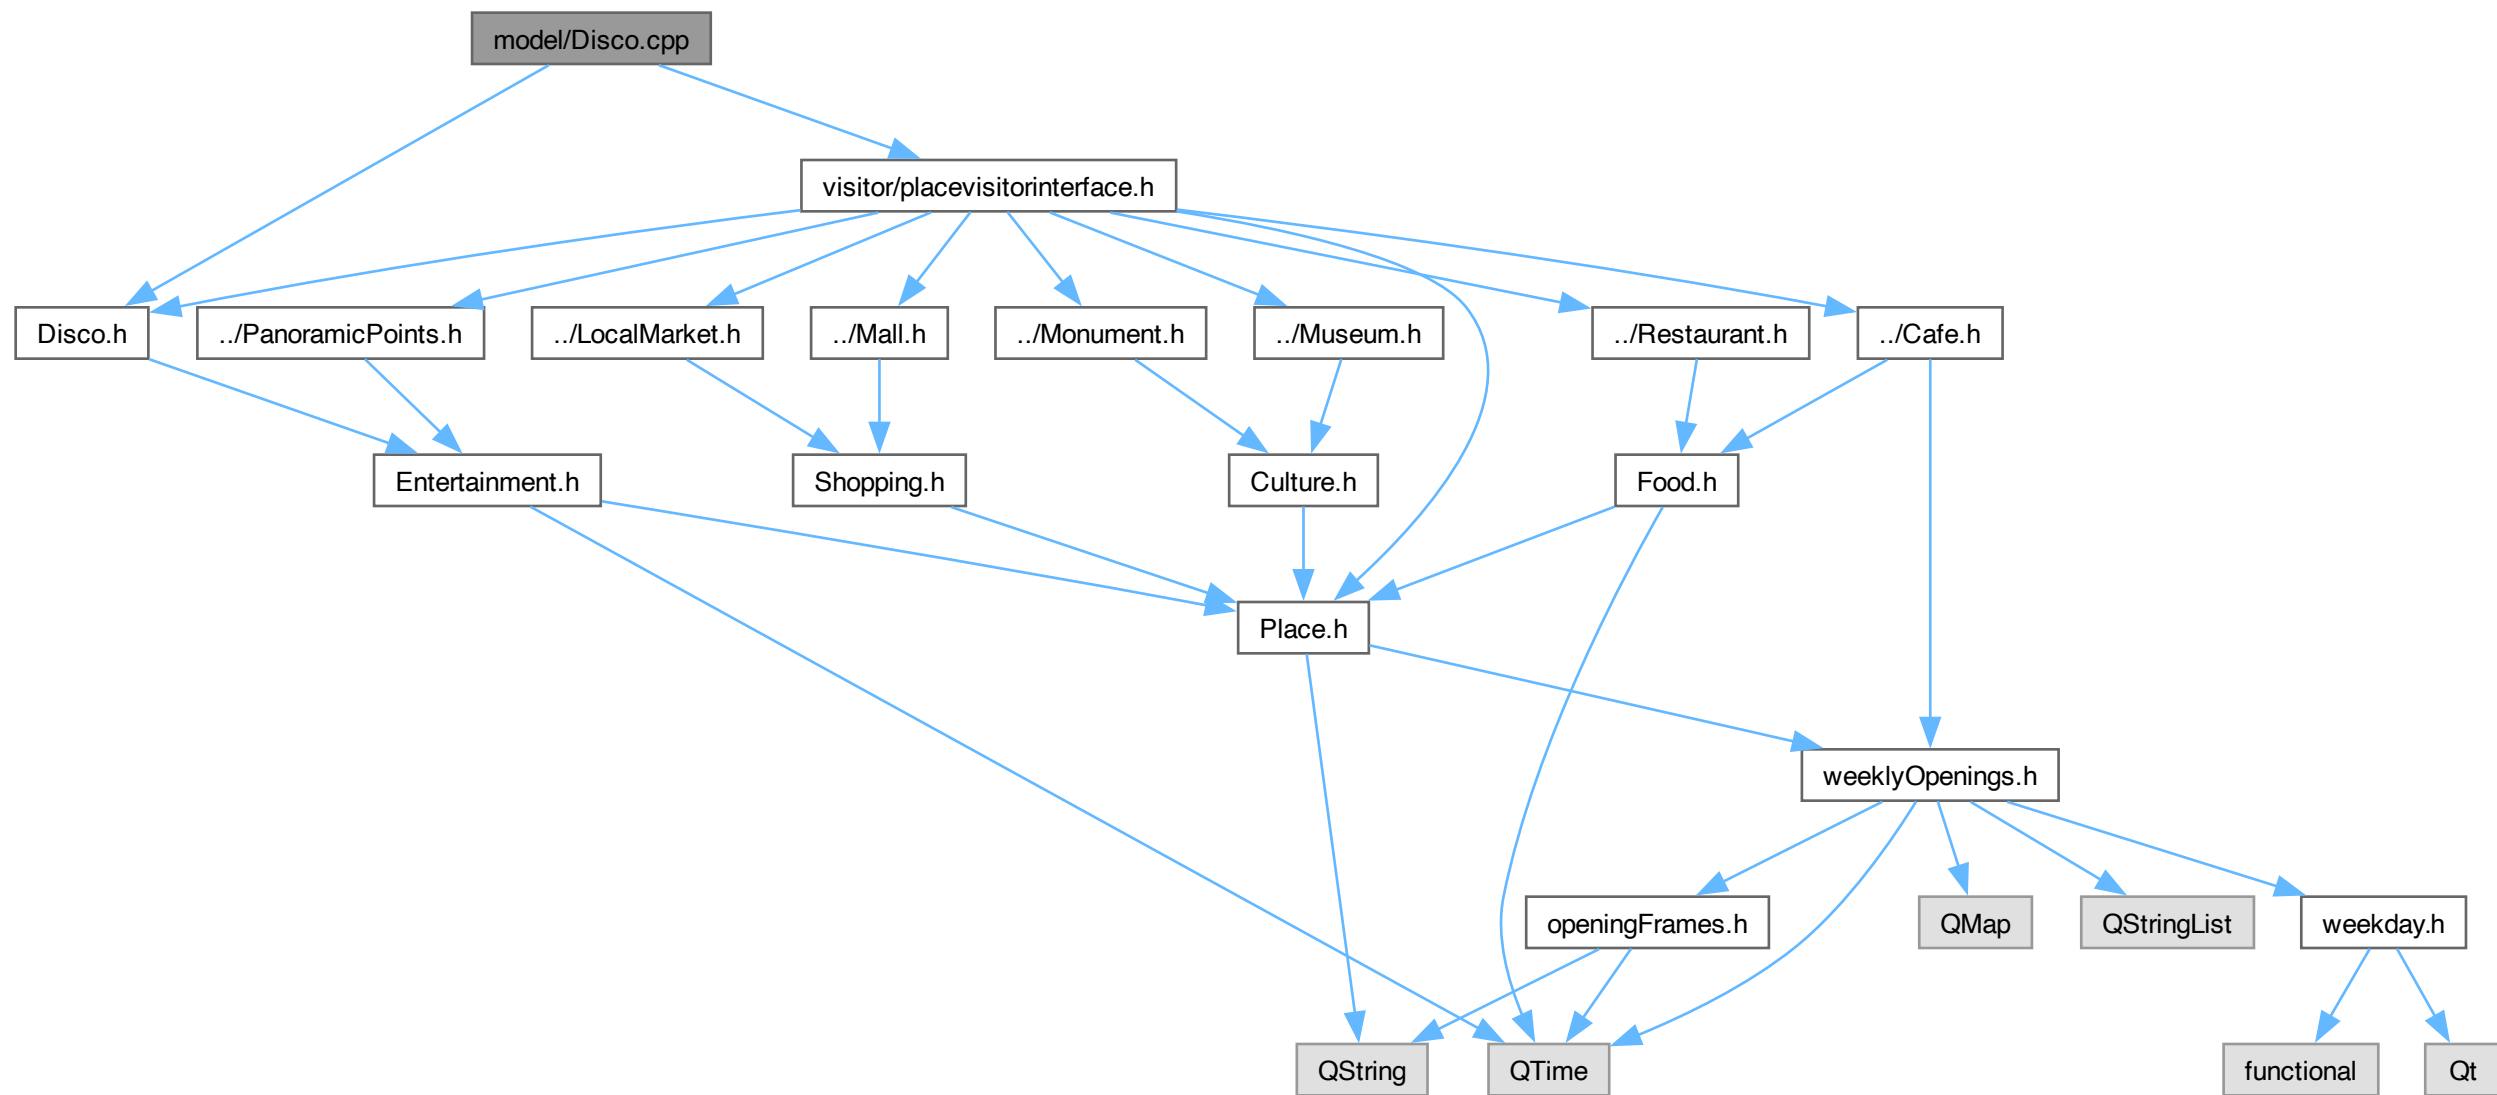 model/Disco.cpp
visitor/placevisitorinterface.h
Disco.h
../PanoramicPoints.h
../LocalMarket.h
../Mall.h
../Monument.h
../Museum.h
../Restaurant.h
../Cafe.h
Entertainment.h
Shopping.h
Culture.h
Food.h
Place.h
weeklyOpenings.h
openingFrames.h
QMap
QStringList
weekday.h
QString
QTime
functional
Qt